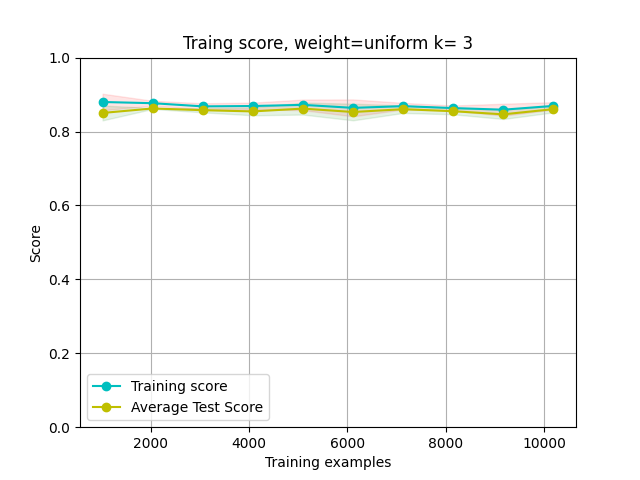 Traing score, weight=uniform k= 3
1.0
0.8
0.6
0.4
0.2
0.0
Score
Training score
Average Test Score
2000
4000
6000
8000
10000
Training examples